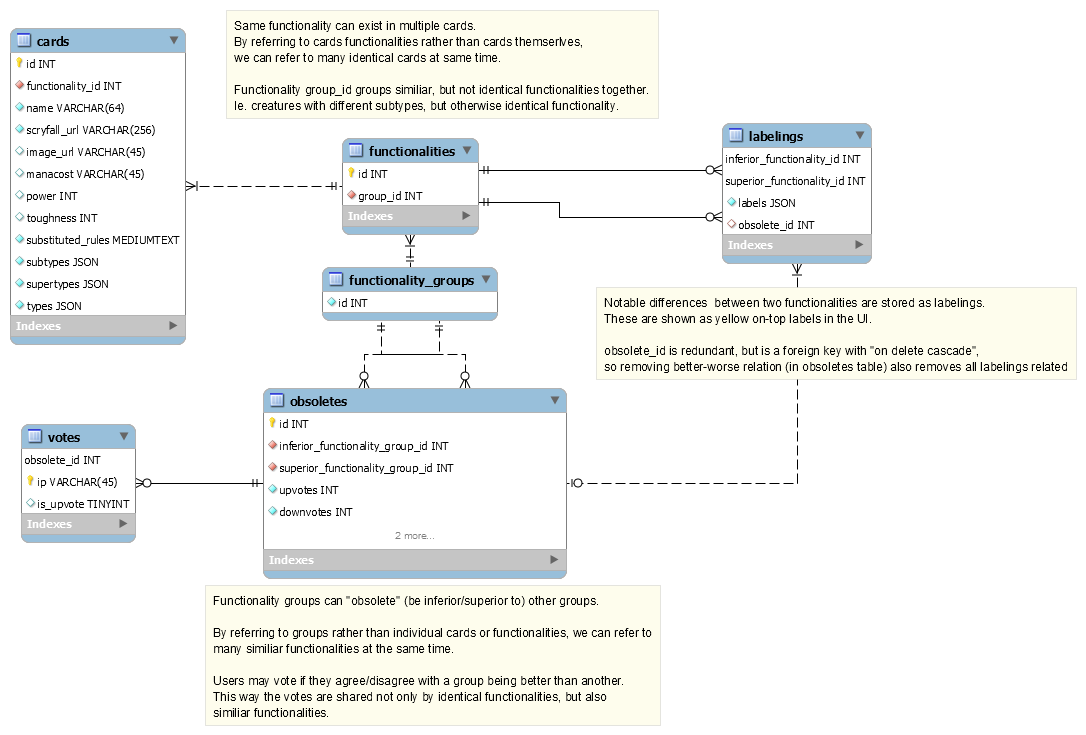 Same functionality can exist in multiple cards.
By referring to cards functionalities rather than cards themserlves,
we can refer to many identical cards at same time.
Functionality group_id groups similiar, but not identical functionalities together.
Ie. creatures with different subtypes, but otherwise identical functionality.
cards
id INT
functionality_id INT
name VARCHAR(64)
scryfall_url VARCHAR(256)
image_url VARCHAR(45)
manacost VARCHAR(45)
power INT
toughness INT
substituted_rules MEDIUMTEXT
subtypes JSON
supertypes JSON
types JSON
Indexes
functionalities
id INT
group_id INT
Indexes
labelings
inferior_functionality_id INT
superior_functionality_id INT
labels JSON
obsolete_id INT
Indexes
functionality_groups
id INT
Notable differences between two functionalities are stored as labelings.
These are shown as yellow on-top labels in the UI.
obsolete_id is redundant, but is a foreign key with "on delete cascade",
so removing better-worse relation (in obsoletes table) also removes all labelings related
votes
obsolete_id INT
ip VARCHAR(45)
is_upvote TINYINT
Indexes
obsoletes
id INT
inferior_functionality_group_id INT
superior_functionality_group_id INT
upvotes INT
downvotes INT
2 more...
Indexes
Functionality groups can "obsolete" (be inferior/superior to) other groups.
By referring to groups rather than individual cards or functionalities, we can refer to
many similiar functionalities at the same time.
Users may vote if they agree/disagree with a group being better than another.
This way the votes are shared not only by identical functionalities, but also
similiar functionalities.